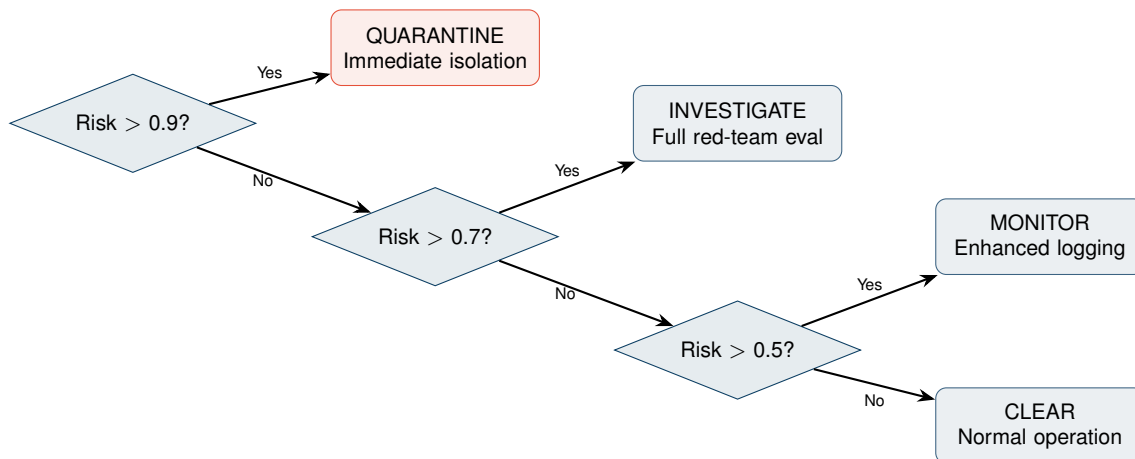 QUARANTINE
Immediate isolation
Yes
Risk > 0.9?
No
INVESTIGATE
Full red-team eval
Yes
Risk > 0.7?
No
MONITOR
Enhanced logging
Yes
Risk > 0.5?
No
CLEAR
Normal operation